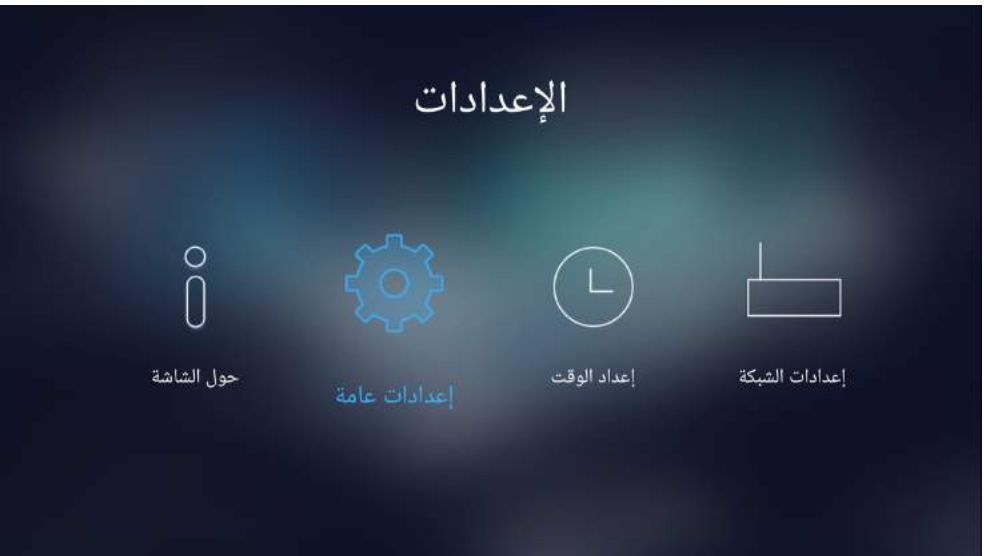 الإعدادات
إعدادات الشبكة
إعداد الوقت
إعدادات عامة
حول الشاشة